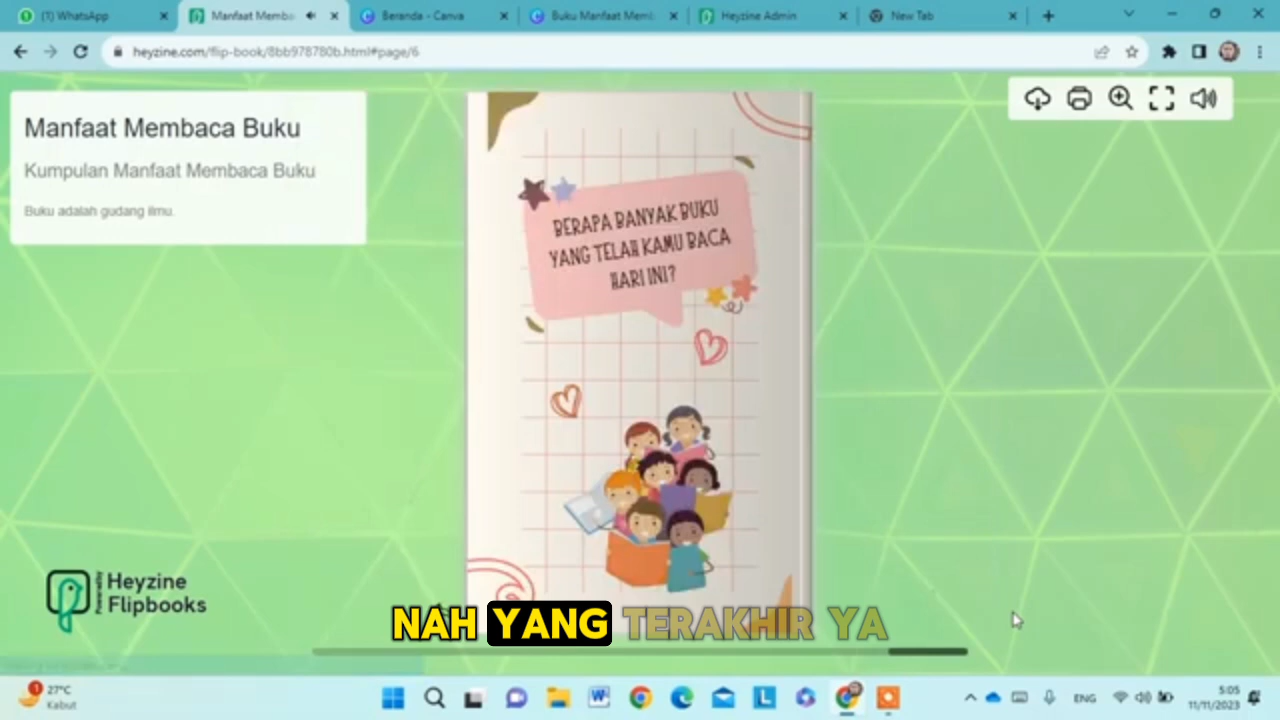 (1) WhatsApp
Manfaat Memba
Beranda - Canva
Buku Manfaat Memb
Heyzine Admin
New Tab
heyzine.com/flip-book/8bb978780b.html#page/6
Manfaat Membaca Buku
Kumpulan Manfaat Membaca Buku
Buku adalah gudang ilmu.
BERAPA BANYAK BUKU
YANG TELAH KAMU BACA
HARI INI?
Heyzine
Flipbooks
NAH YANG TERAKHIR YA
1
27°C
Kabut
ENG
5:05
11/11/2023